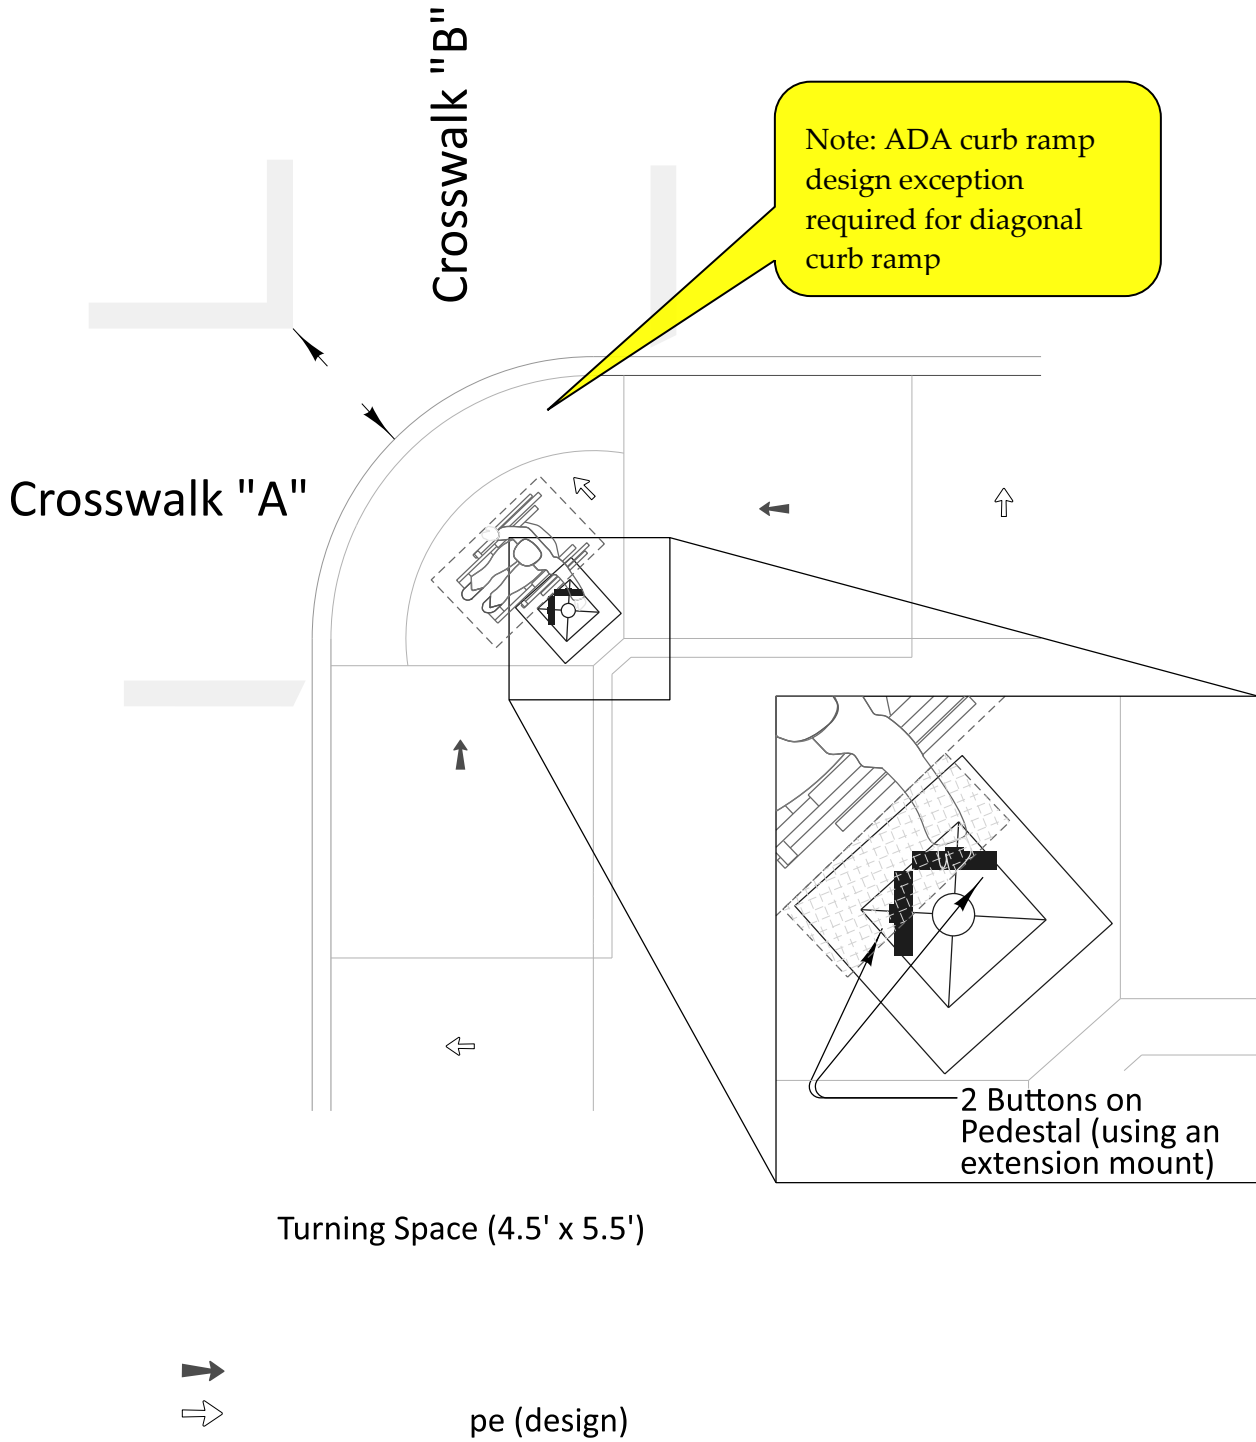 Crosswalk "B"
Note: ADA curb ramp
design exception
required for diagonal
curb ramp
Crosswalk "A"
2 Buttons on
Pedestal (using an
extension mount)
Turning Space (4.5' x 5.5')
pe (design)